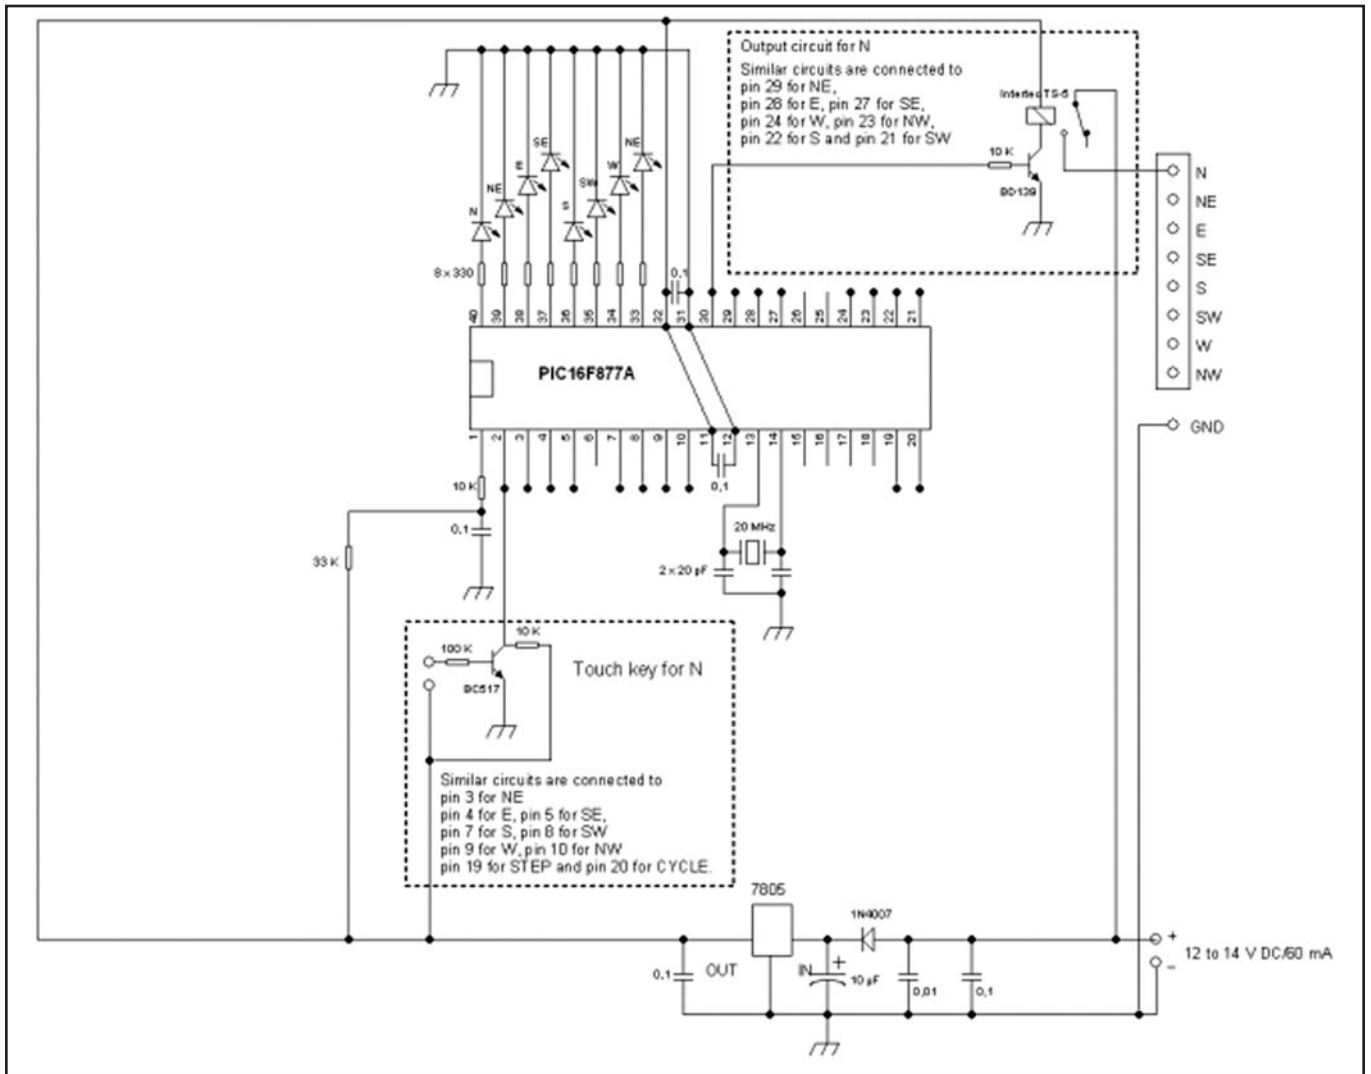 Output circuit for N
Similar circuits are connected to
pin 29 for NE,
pin 28 for E, pin 27 for SE,
pin 24 for W, pin 23 for NW,
pin 22 for S and pin 21 for SW
TS-5
10 K
BD139
N
NE
E
SE
S
SW
W
NW
GND
SE
NE
E
W
NE
SW
N
S
8 x 330
0.1
40
39
38
37
36
35
34
33
32
31
30
29
28
27
26
25
24
23
22
21
PIC16F877A
1
2
3
4
5
6
7
8
9
10
11
12
13
14
15
16
17
18
19
20
10 K
0.1
0,1
20 MHz
2 x 20 pF
33 K
10 K
100 K
BC517
Touch key for N
Similar circuits are connected to
pin 3 for NE
pin 4 for E, pin 5 for SE,
pin 7 for S, pin 8 for SW
pin 9 for W, pin 10 for NW
pin 19 for STEP and pin 20 for CYCLE.
7805
1N4007
+
12 to 14 V DC/60 mA
−
0.1
OUT
IN
+
10 µF
0,01
0,1